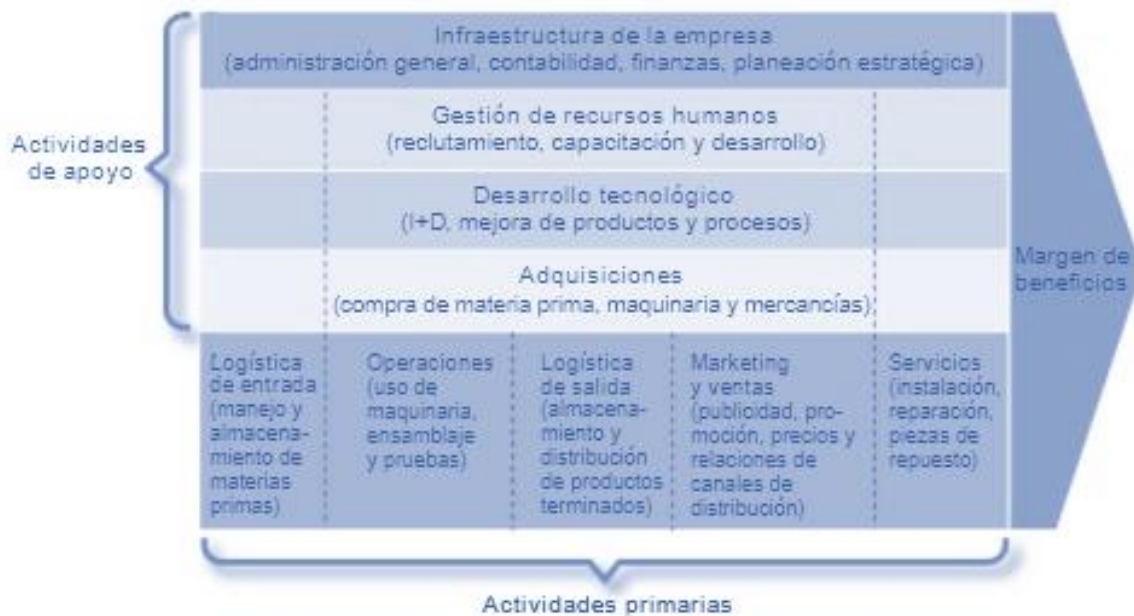 Infraestructura de la empresa
(administración general, contabilidad, finanzas, planeación estratégica)
Gestión de recursos humanos
(reclutamiento, capacitación y desarrollo)
Actividades
de apoyo
Desarrollo tecnológico
(I+D, mejora de productos y procesos)
Adquisiciones
(compra de materia prima, maquinaria y mercancías)
Margen de
beneficios
Logística
de entrada
(manejo y
almacena-
miento de
materias
primas)
Operaciones
(uso de
maquinaria,
ensamblaje
y pruebas)
Logística
de salida
(almacena-
miento y
distribución
de productos
terminados)
Marketing
y ventas
(publicidad, pro-
moción, precios y
relaciones de
canales de
distribución)
Servicios
(instalación,
reparación,
piezas de
repuesto)
Actividades primarias